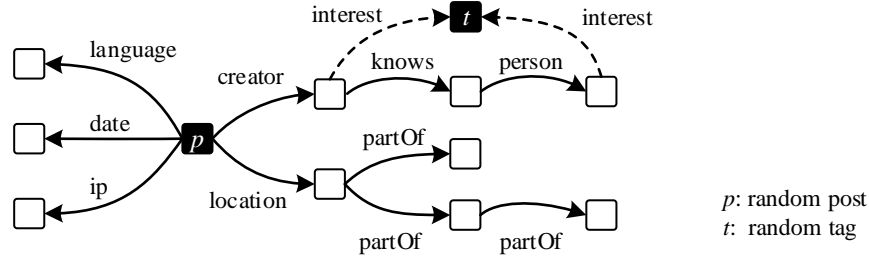 interest
t
interest
language
creator
knows
person
date
p
partOf
ip
location
partOf
partOf
p: random post
t: random tag